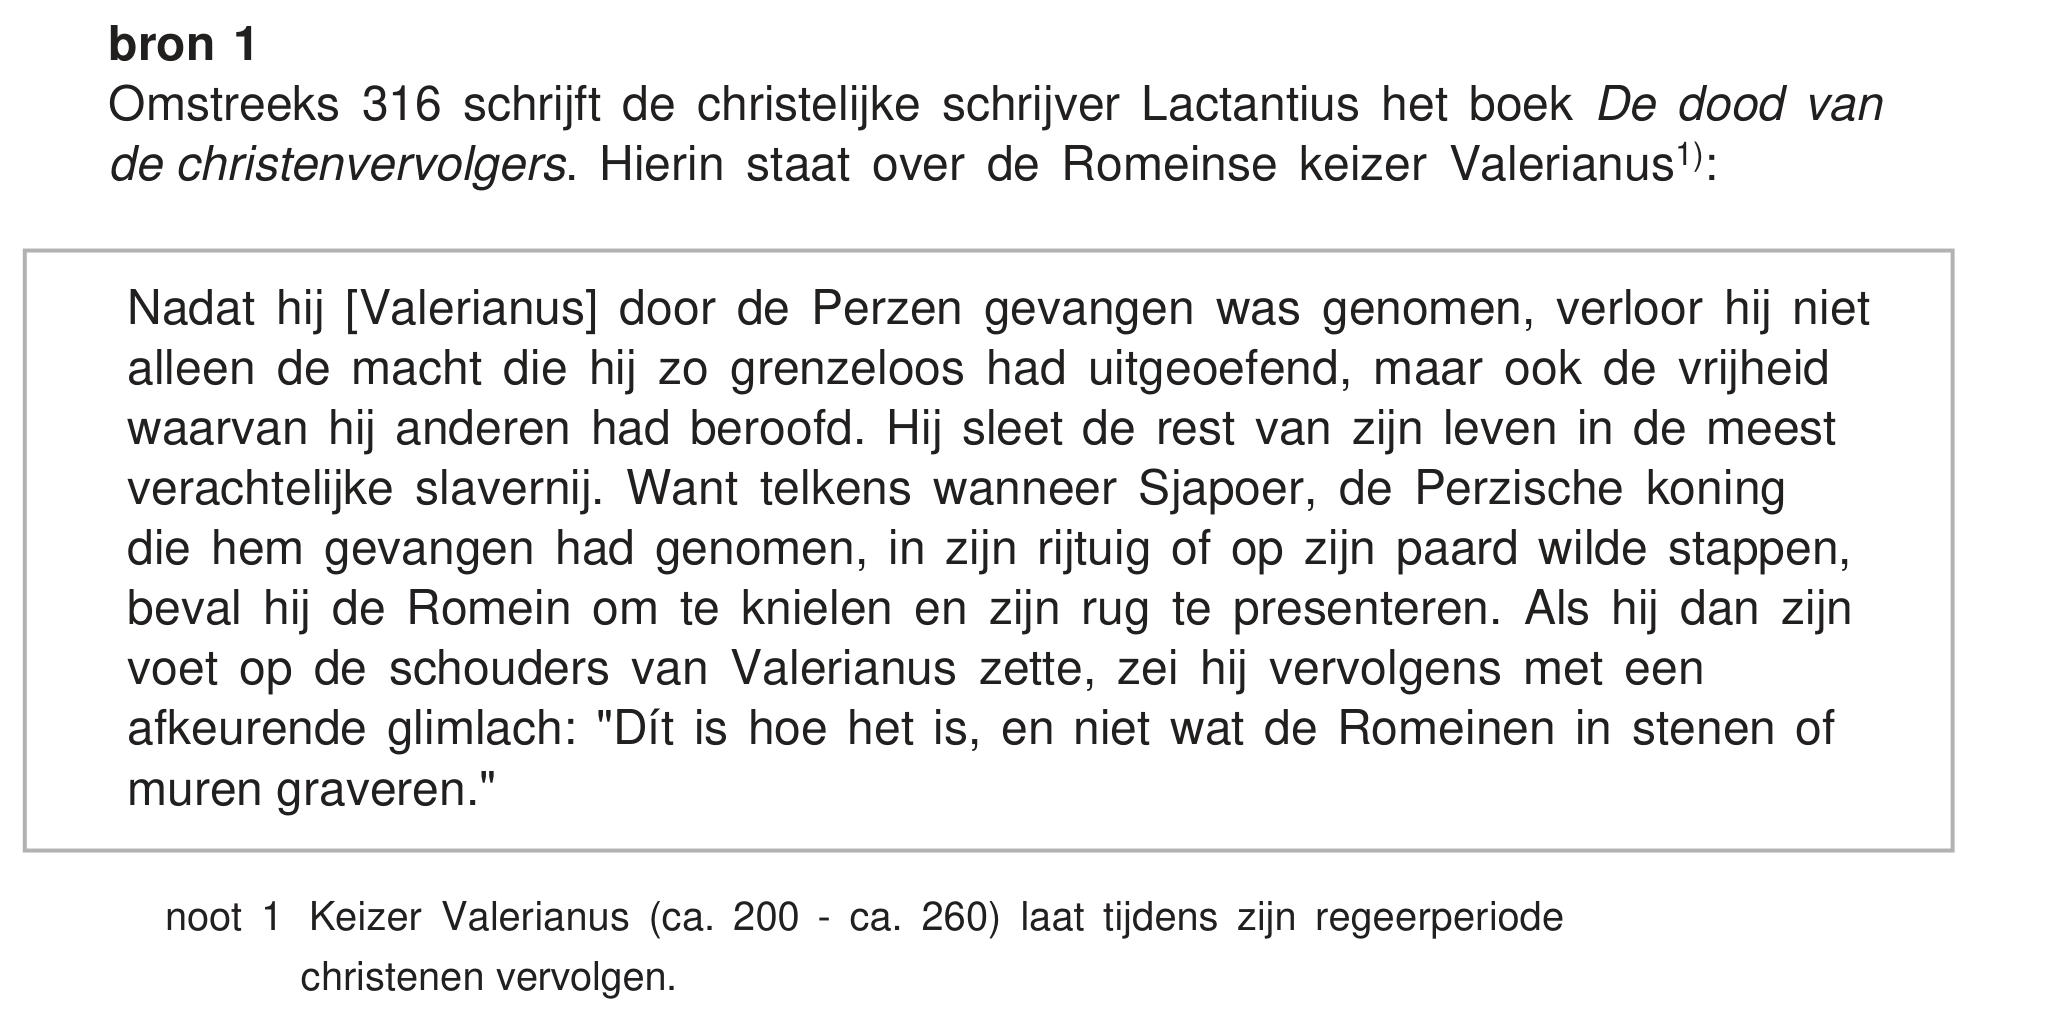 bron 1
Omstreeks 316 schrijft de christelijke schrijver Lactantius het boek De dood van
de christenvervolgers. Hierin staat over de Romeinse keizer Valerianus1):
Nadat hij [Valerianus] door de Perzen gevangen was genomen, verloor hij niet
alleen de macht die hij zo grenzeloos had uitgeoefend, maar ook de vrijheid
waarvan hij anderen had beroofd. Hij sleet de rest van zijn leven in de meest
verachtelijke slavernij. Want telkens wanneer Sjapoer, de Perzische koning
die hem gevangen had genomen, in zijn rijtuig of op zijn paard wilde stappen,
beval hij de Romein om te knielen en zijn rug te presenteren. Als hij dan zijn
voet op de schouders van Valerianus zette, zei hij vervolgens met een
afkeurende glimlach: "Dít is hoe het is, en niet wat de Romeinen in stenen of
muren graveren."
noot 1 Keizer Valerianus (ca. 200 - ca. 260) laat tijdens zijn regeerperiode
christenen vervolgen.